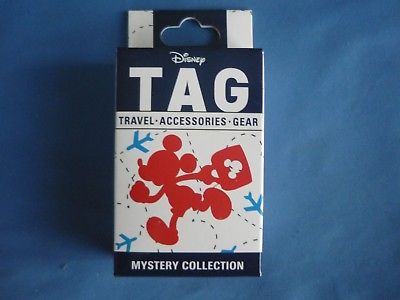 Disney
TAG
TRAVEL • ACCESSORIES • GEAR
MYSTERY COLLECTION